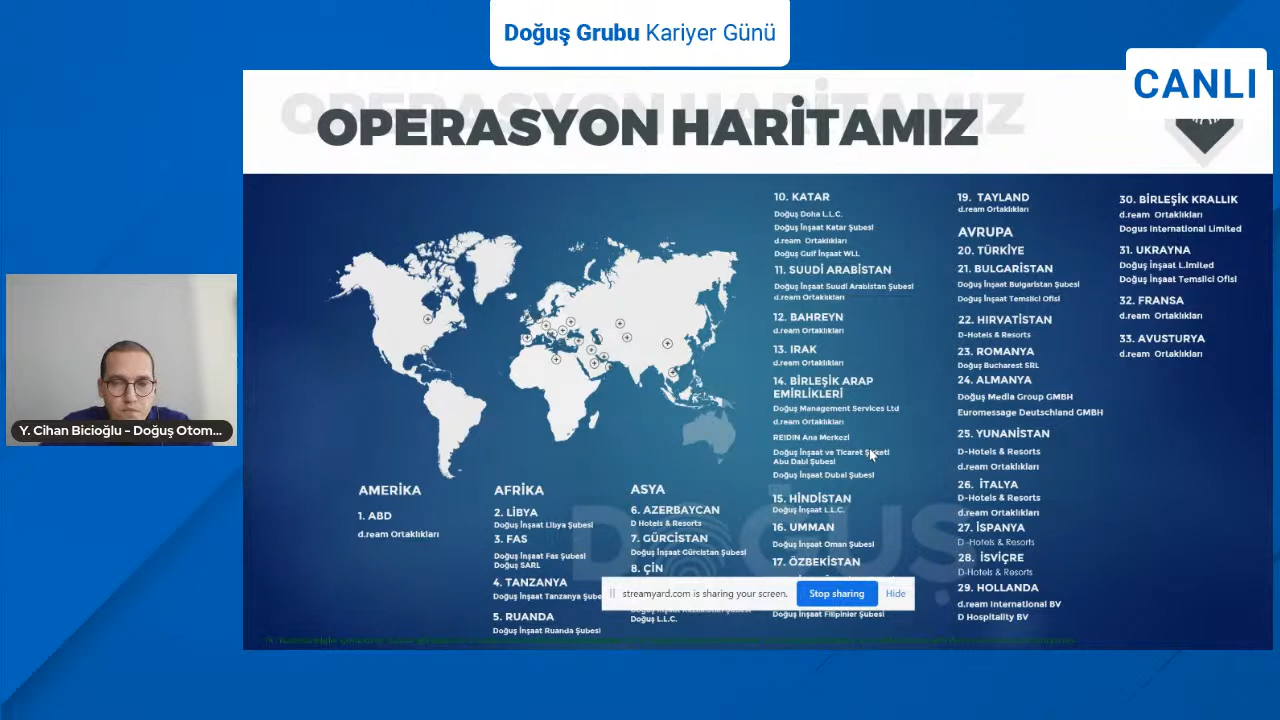 Doğuş Grubu Kariyer Günü
CANLI
OPERASYON HARİTAMIZ
Y. Cihan Bicioğlu - Doğuş Otom...
AMERİKA
1. ABD
d.ream Ortaklıkları
AFRİKA
2. LİBYA
Doğuş İnşaat Libya Şubesi
3. FAS
Doğuş İnşaat Fas Şubesi
Doğuş SARL
4. TANZANYA
Doğuş İnşaat Tanzanya Şube
5. RUANDA
Doğuş İnşaat Ruanda Şubesi
ASYA
6. AZERBAYCAN
D Hotels & Resorts
7. GÜRCİSTAN
Doğuş İnşaat Gürcistan Şubesi
8. ÇİN
Doğuş L.L.C.
10. KATAR
Doğuş Doha L.L.C.
Doğuş İnşaat Katar Şubesi
d.ream Ortaklıkları
Doğuş Gulf İnşaat WLL
11. SUUDİ ARABİSTAN
Doğuş İnşaat Suudi Arabistan Şubesi
d.ream Ortaklıkları
12. BAHREYN
d.ream Ortaklıkları
13. IRAK
d.ream Ortaklıkları
14. BİRLEŞİK ARAP
EMİRLİKLERİ
Doğuş Management Services Ltd
d.ream Ortaklıkları
REIDIN Ana Merkezi
Doğuş İnşaat ve Ticaret Şirketi
Abu Dabi Şubesi
Doğuş İnşaat Dubai Şubesi
15. HİNDİSTAN
Doğuş İnşaat L.L.C.
16. UMMAN
Doğuş İnşaat Oman Şubesi
17. ÖZBEKİSTAN
Doğuş İnşaat Filipinler Şubesi
19. TAYLAND
d.ream Ortaklıkları
AVRUPA
20. TÜRKİYE
21. BULGARİSTAN
Doğuş İnşaat Bulgaristan Şubesi
Doğuş İnşaat Temsilci Ofisi
22. HIRVATİSTAN
D-Hotels & Resorts
23. ROMANYA
Doğuş Bucharest SRL
24. ALMANYA
Doğuş Media Group GMBH
Euromessage Deutschland GMBH
25. YUNANİSTAN
D-Hotels & Resorts
d.ream Ortaklıkları
26. İTALYA
D-Hotels & Resorts
d.ream Ortaklıkları
27. İSPANYA
D -Hotels & Resorts
28. İSVİÇRE
D-Hotels & Resorts
29. HOLLANDA
d.ream International BV
D Hospitality BV
30. BİRLEŞİK KRALLIK
d.ream Ortaklıkları
Dogus International Limited
31. UKRAYNA
Doğuş İnşaat L.imited
Doğuş İnşaat Temsilci Ofisi
32. FRANSA
d.ream Ortaklıkları
33. AVUSTURYA
d.ream Ortaklıkları
DOĞUŞ
streamyard.com is sharing your screen.
Stop sharing
Hide